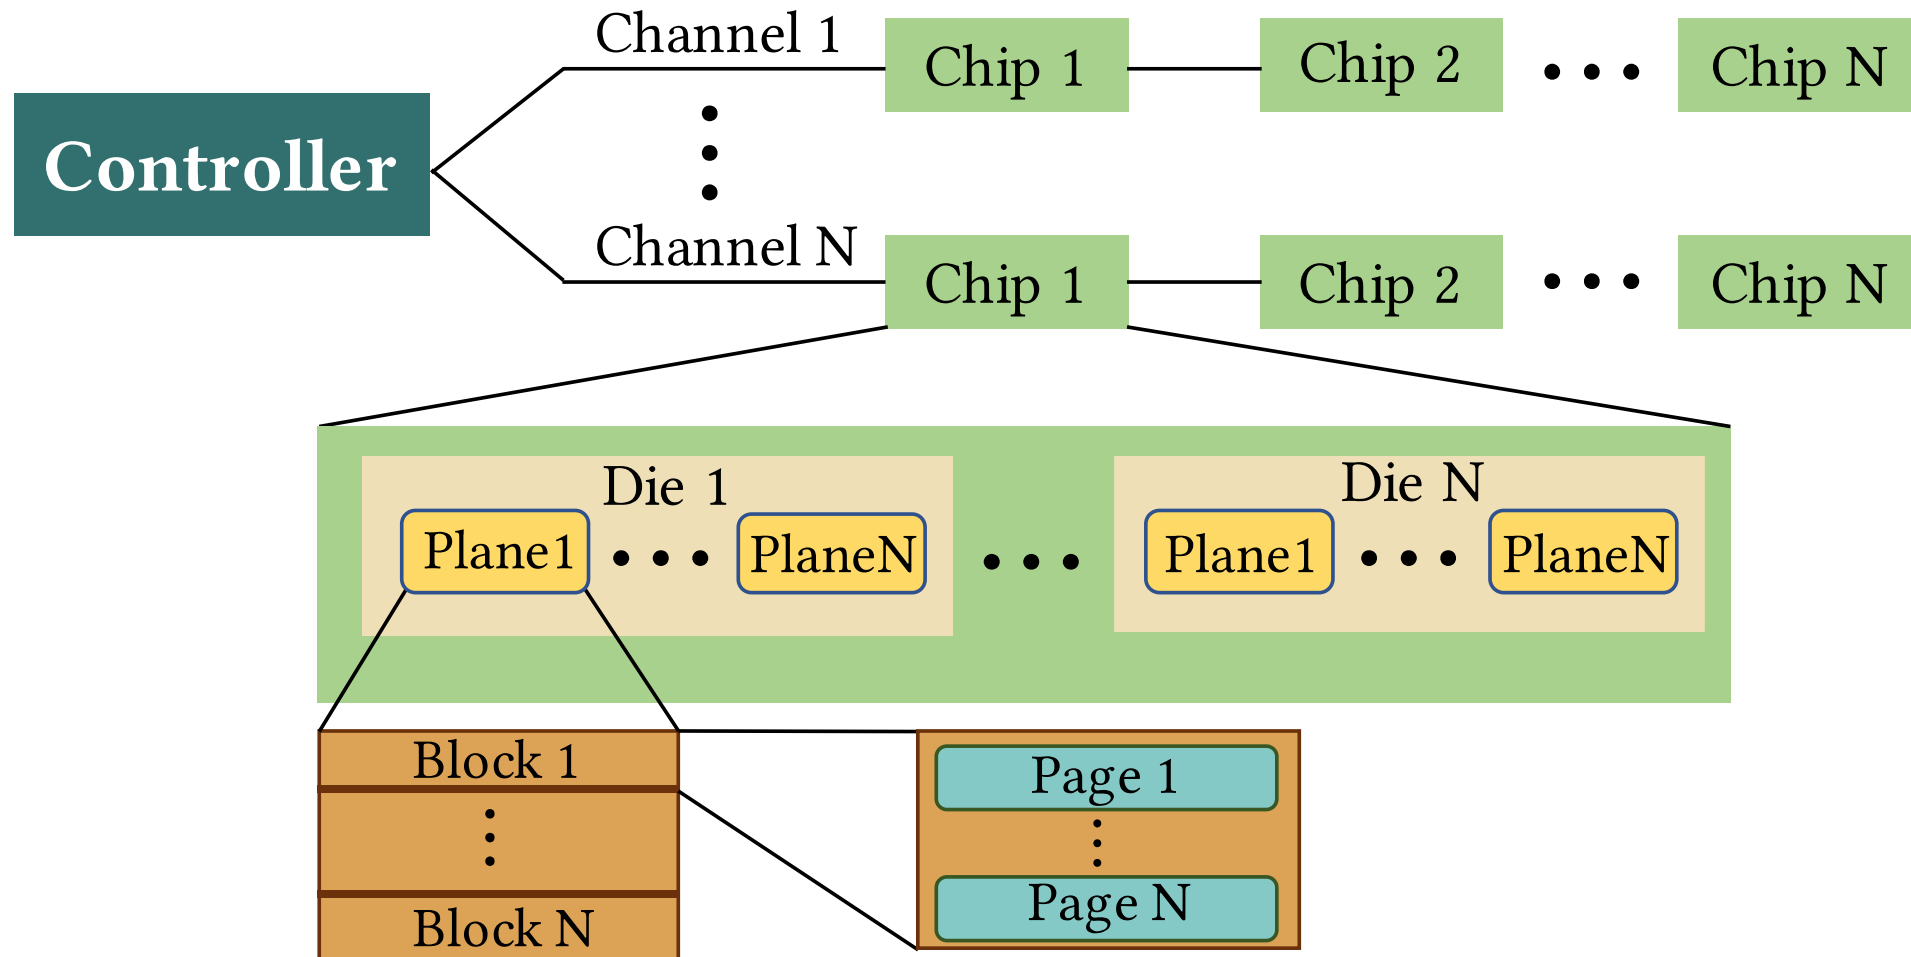 Channel 1
Chip 1
Chip 2
Chip N
Controller
Channel N
Chip 1
Chip 2
Chip N
Die 1
Die N
Plane1
PlaneN
Plane1
PlaneN
Block 1
Page 1
Page N
Block N